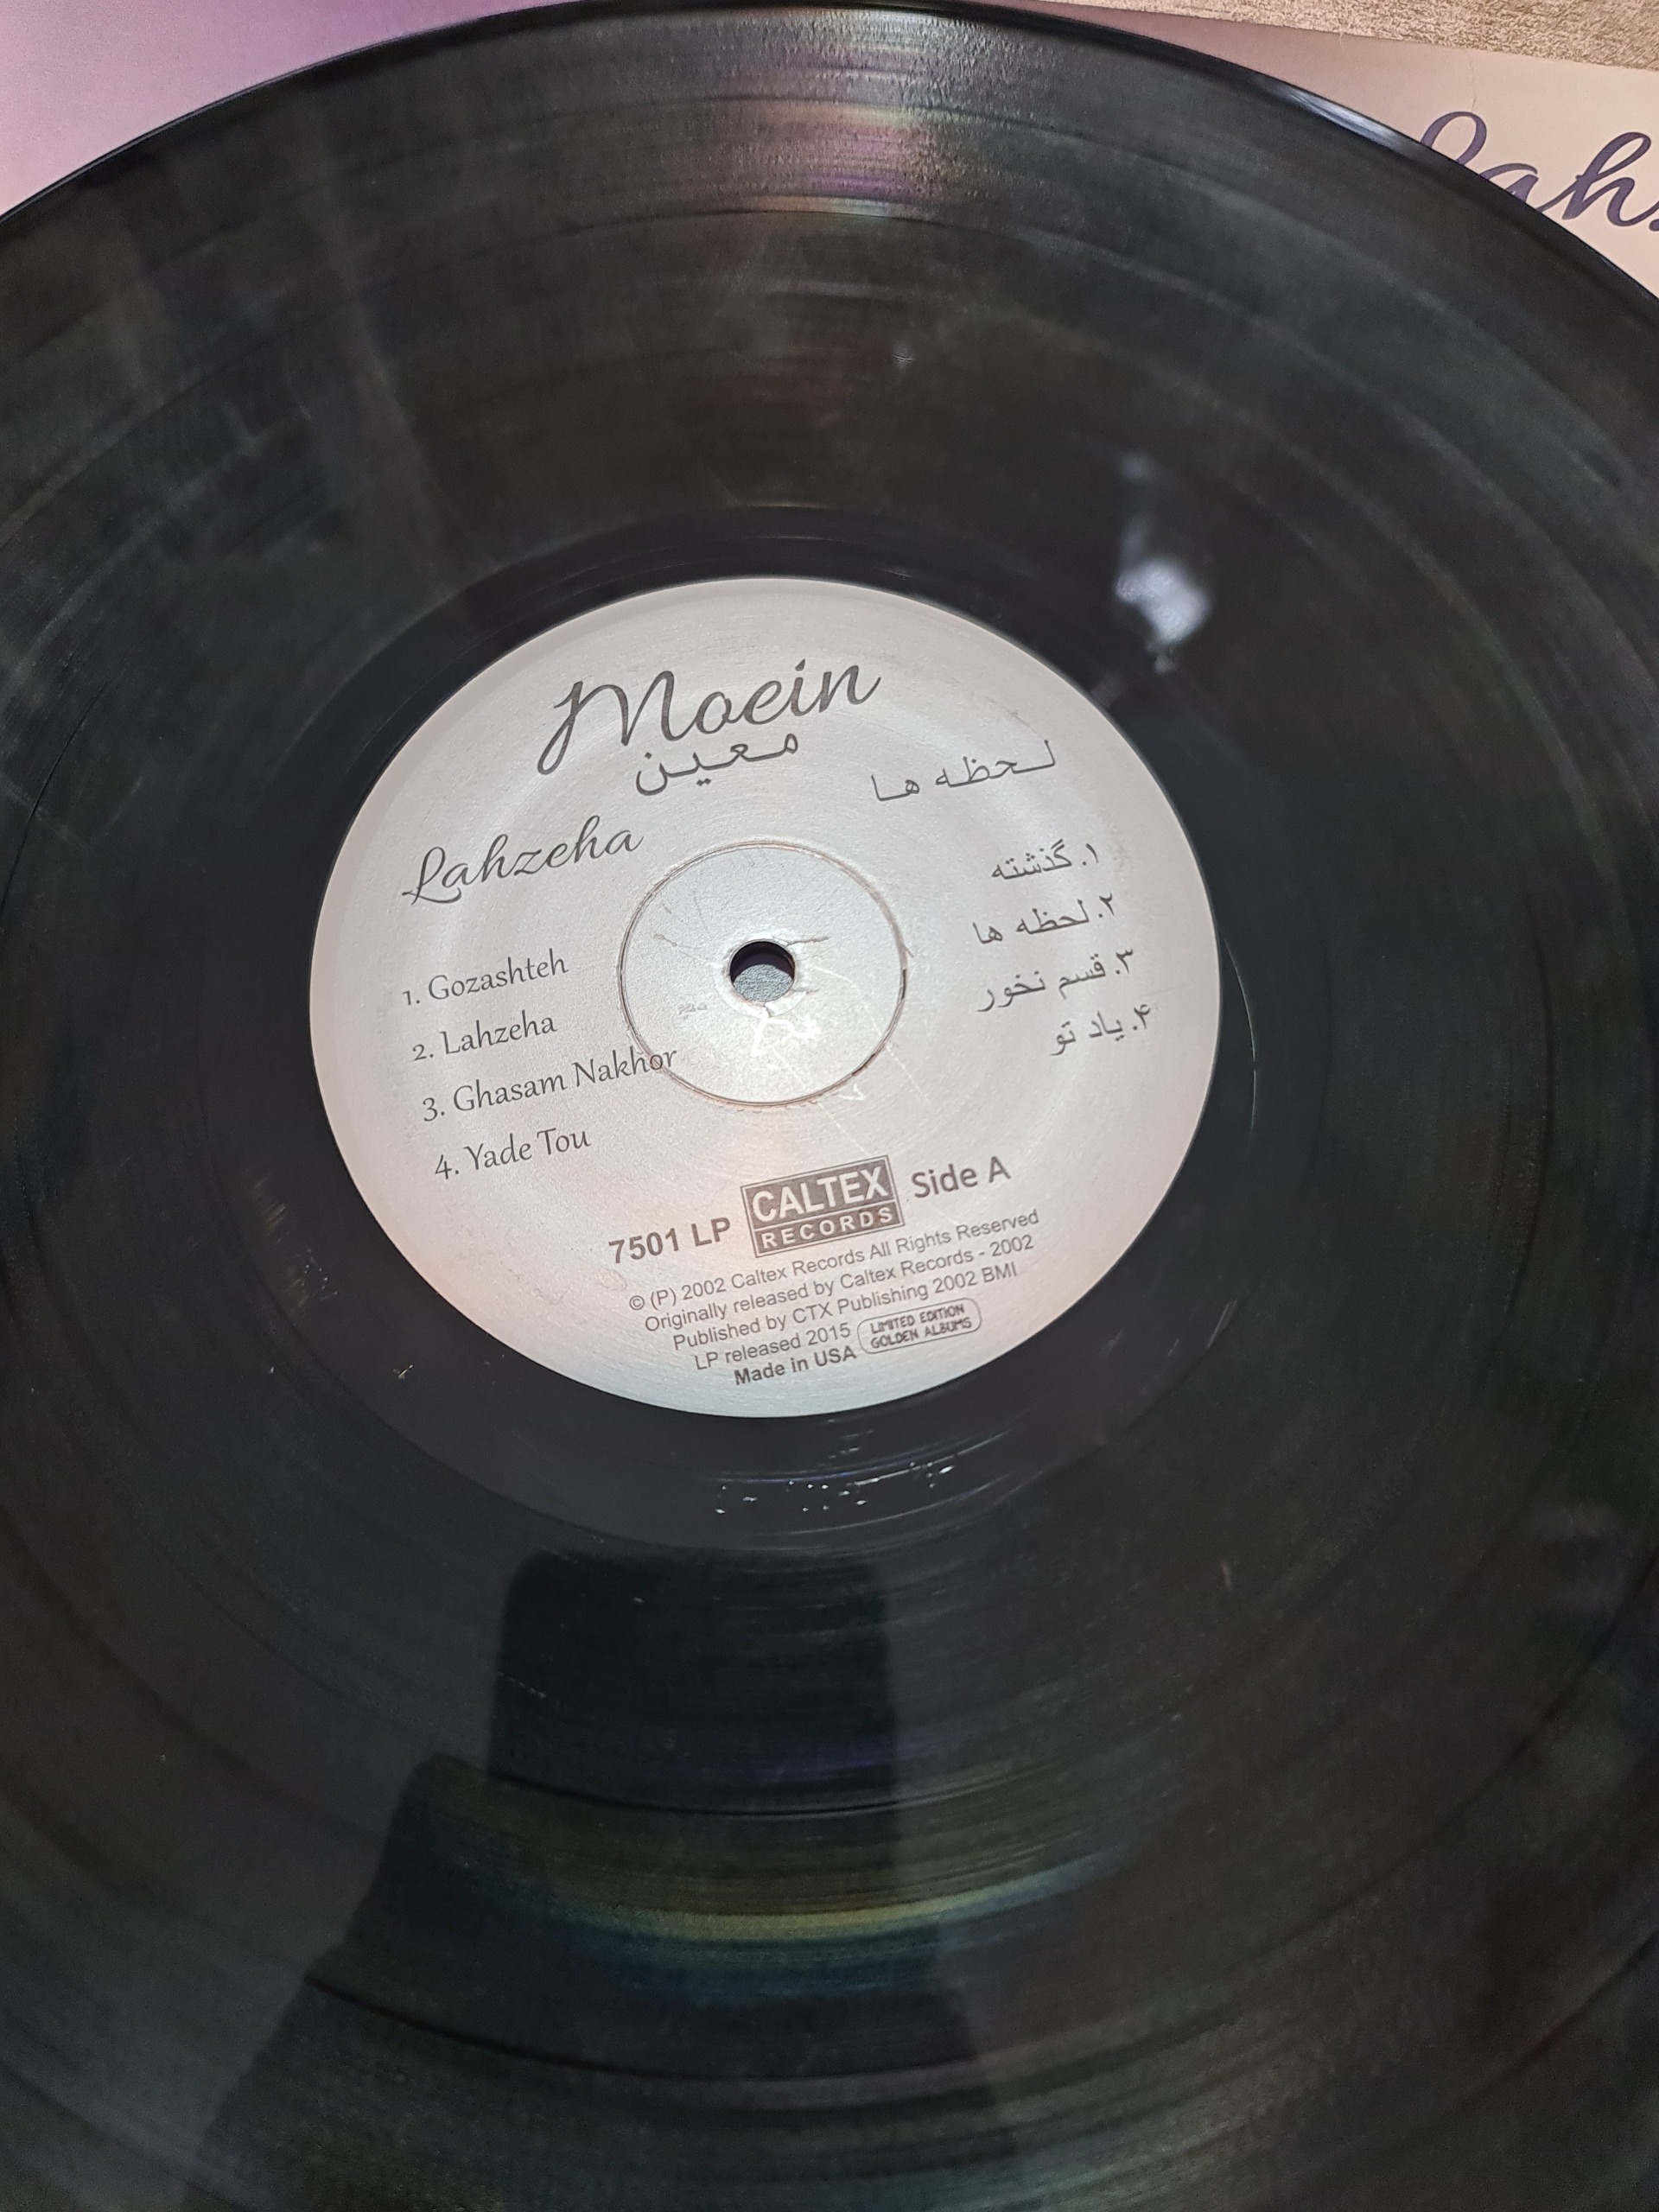 Moein
معین
Lahzeha
لحظه ها
1. Gozashteh
2. Lahzeha
3. Ghasam Nakhor
4. Yade Tou
۱. گذشته
۲. لحظه ها
۳. قسم نخور
۴. یاد تو
7501 LP CALTEX RECORDS Side A
© (P) 2002 Caltex Records All Rights Reserved
Originally released by Caltex Records - 2002
Published by CTX Publishing 2002 BMI
LP released 2015
LIMITED EDITION
GOLDEN ALBUMS
Made in USA